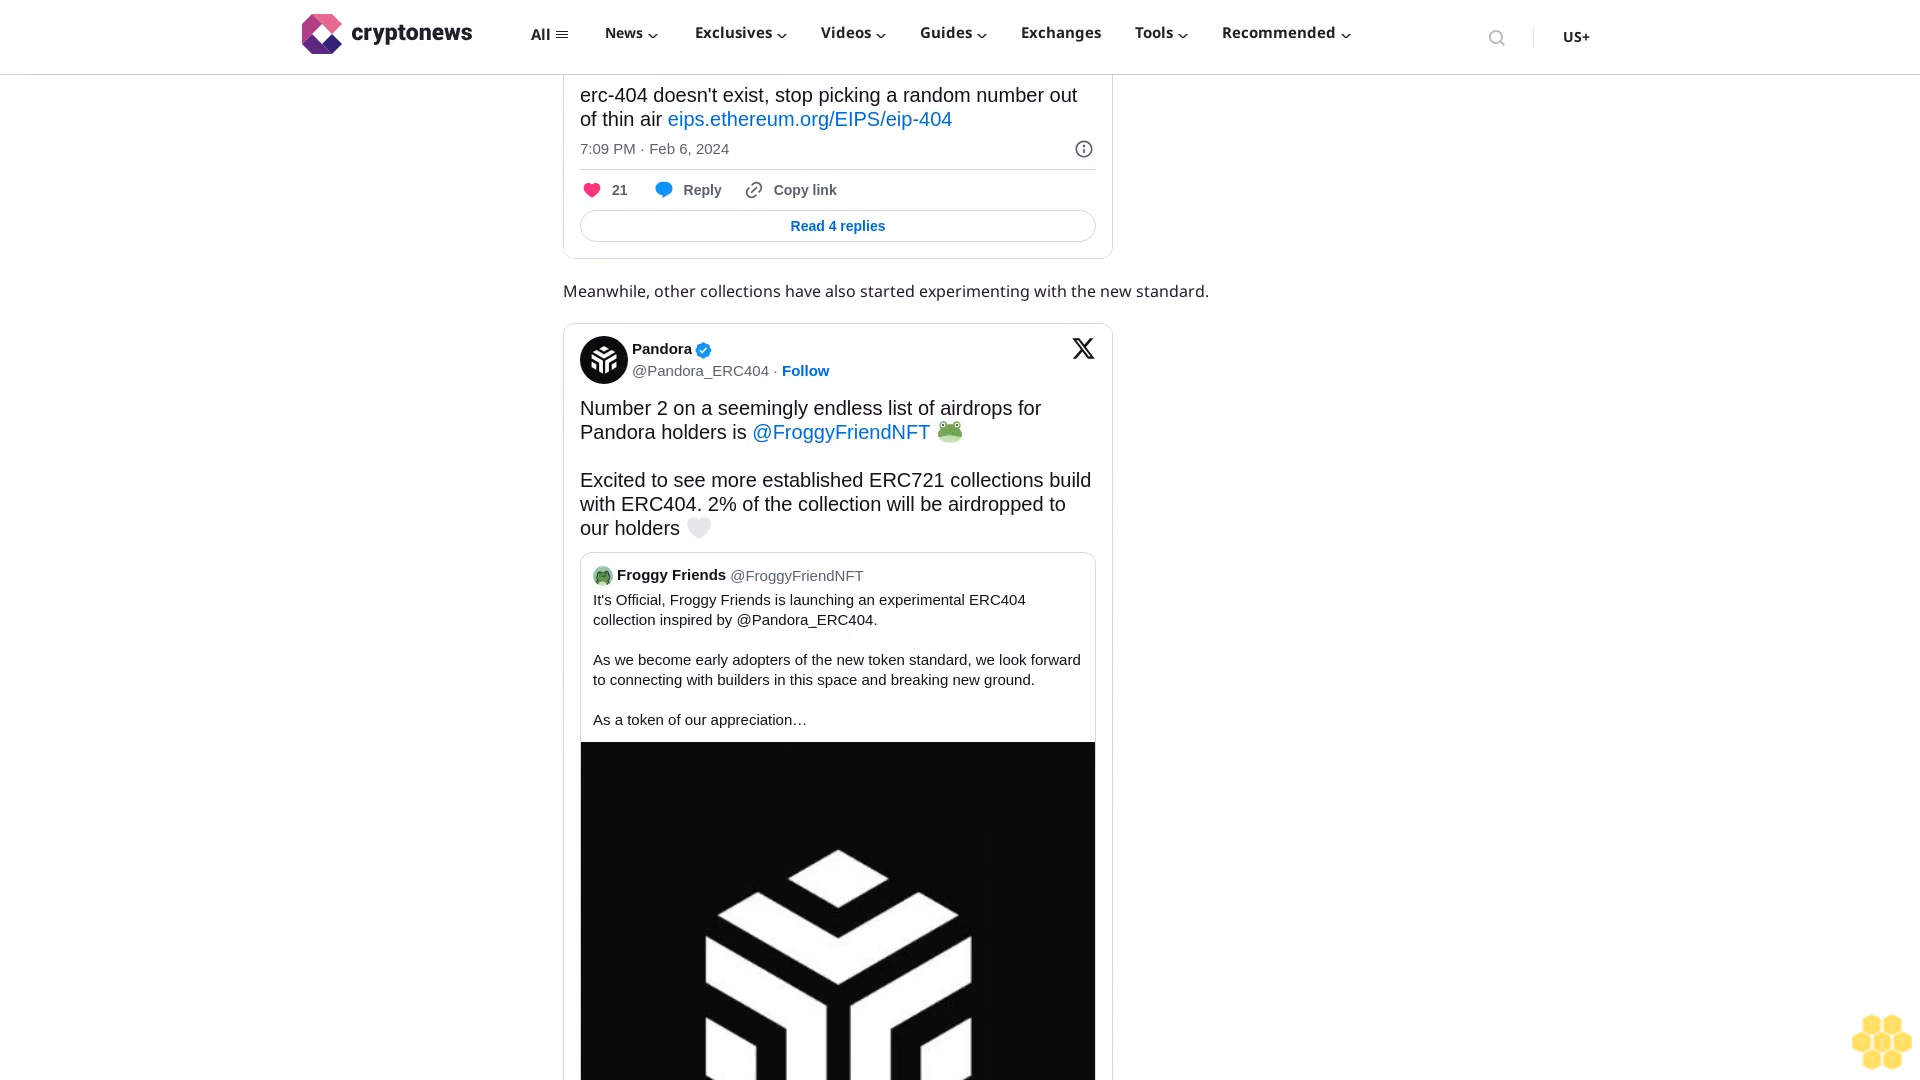 cryptonews
All
News
Exclusives
Videos
Guides
Exchanges
Tools
Recommended
US+
erc-404 doesn't exist, stop picking a random number out
of thin air eips.ethereum.org/EIPS/eip-404
7:09 PM · Feb 6, 2024
21
Reply
Copy link
Read 4 replies
Meanwhile, other collections have also started experimenting with the new standard.
Pandora
@Pandora_ERC404 · Follow
Number 2 on a seemingly endless list of airdrops for
Pandora holders is @FroggyFriendNFT 🐸
Excited to see more established ERC721 collections build
with ERC404. 2% of the collection will be airdropped to
our holders 🤍
Froggy Friends @FroggyFriendNFT
It's Official, Froggy Friends is launching an experimental ERC404
collection inspired by @Pandora_ERC404.
As we become early adopters of the new token standard, we look forward
to connecting with builders in this space and breaking new ground.
As a token of our appreciation…